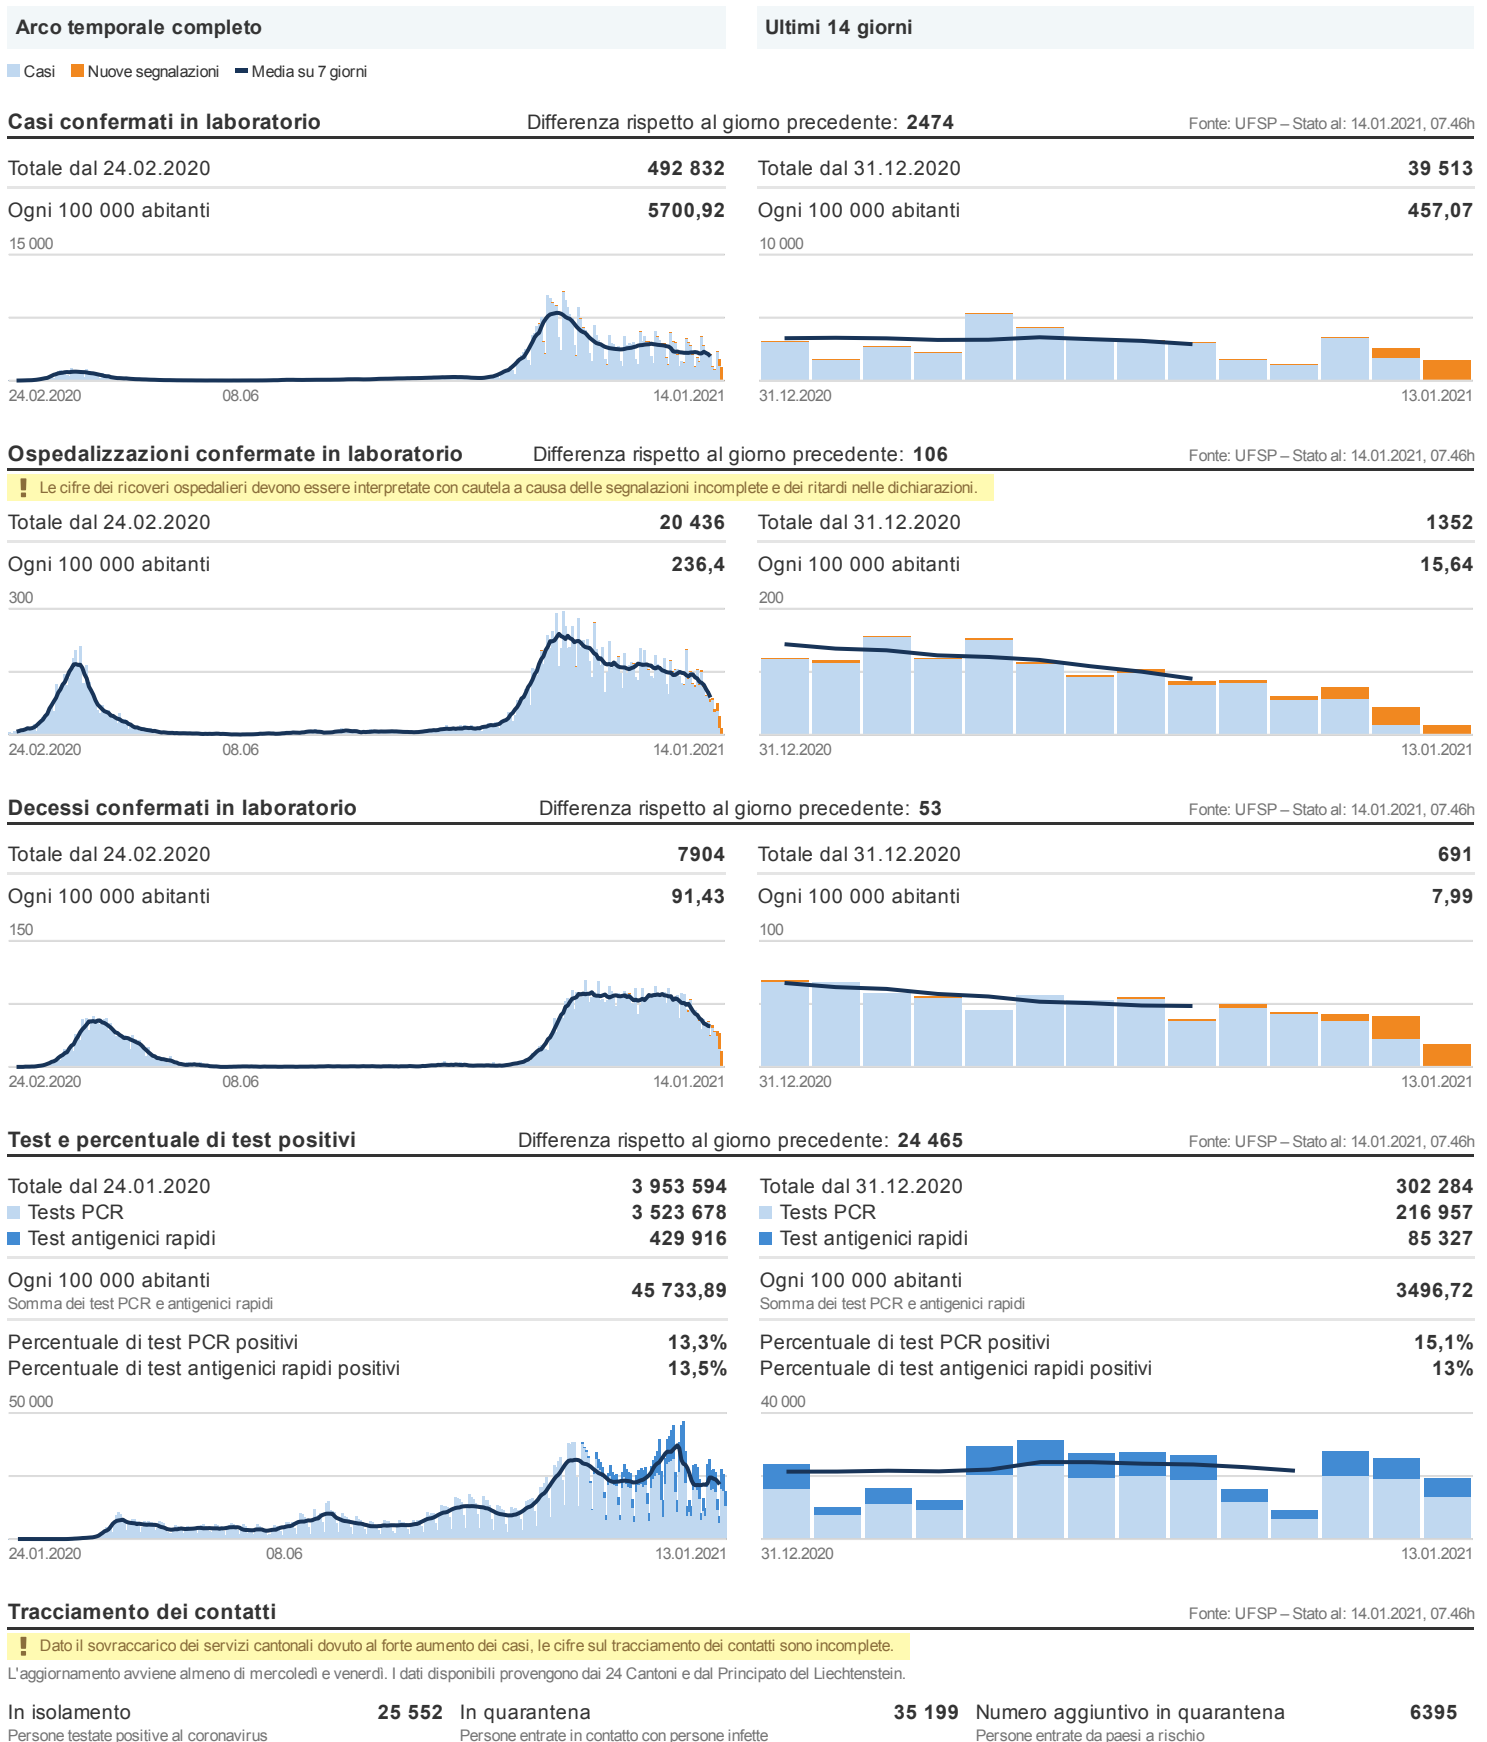 Arco temporale completo
Ultimi 14 giorni
Casi Nuove segnalazioni Media su 7 giorni
Casi confermati in laboratorio Differenza rispetto al giorno precedente: 2474 Fonte: UFSP – Stato al: 14.01.2021, 07.46h
Totale dal 24.02.2020 492 832
Ogni 100 000 abitanti 5700,92
15 000
24.02.2020 08.06 14.01.2021
Totale dal 31.12.2020 39 513
Ogni 100 000 abitanti 457,07
10 000
31.12.2020 13.01.2021
Ospedalizzazioni confermate in laboratorio Differenza rispetto al giorno precedente: 106 Fonte: UFSP – Stato al: 14.01.2021, 07.46h
! Le cifre dei ricoveri ospedalieri devono essere interpretate con cautela a causa delle segnalazioni incomplete e dei ritardi nelle dichiarazioni.
Totale dal 24.02.2020 20 436
Ogni 100 000 abitanti 236,4
300
24.02.2020 08.06 14.01.2021
Totale dal 31.12.2020 1352
Ogni 100 000 abitanti 15,64
200
31.12.2020 13.01.2021
Decessi confermati in laboratorio Differenza rispetto al giorno precedente: 53 Fonte: UFSP – Stato al: 14.01.2021, 07.46h
Totale dal 24.02.2020 7904
Ogni 100 000 abitanti 91,43
150
24.02.2020 08.06 14.01.2021
Totale dal 31.12.2020 691
Ogni 100 000 abitanti 7,99
100
31.12.2020 13.01.2021
Test e percentuale di test positivi Differenza rispetto al giorno precedente: 24 465 Fonte: UFSP – Stato al: 14.01.2021, 07.46h
Totale dal 24.01.2020 3 953 594
Tests PCR 3 523 678
Test antigenici rapidi 429 916
Ogni 100 000 abitanti 45 733,89
Somma dei test PCR e antigenici rapidi
Percentuale di test PCR positivi 13,3%
Percentuale di test antigenici rapidi positivi 13,5%
50 000
24.01.2020 08.06 13.01.2021
Totale dal 31.12.2020 302 284
Tests PCR 216 957
Test antigenici rapidi 85 327
Ogni 100 000 abitanti 3496,72
Somma dei test PCR e antigenici rapidi
Percentuale di test PCR positivi 15,1%
Percentuale di test antigenici rapidi positivi 13%
40 000
31.12.2020 13.01.2021
Tracciamento dei contatti Fonte: UFSP – Stato al: 14.01.2021, 07.46h
! Dato il sovraccarico dei servizi cantonali dovuto al forte aumento dei casi, le cifre sul tracciamento dei contatti sono incomplete.
L'aggiornamento avviene almeno di mercoledì e venerdì. I dati disponibili provengono dai 24 Cantoni e dal Principato del Liechtenstein.
In isolamento 25 552
Persone testate positive al coronavirus
In quarantena 35 199
Persone entrate in contatto con persone infette
Numero aggiuntivo in quarantena 6395
Persone entrate da paesi a rischio